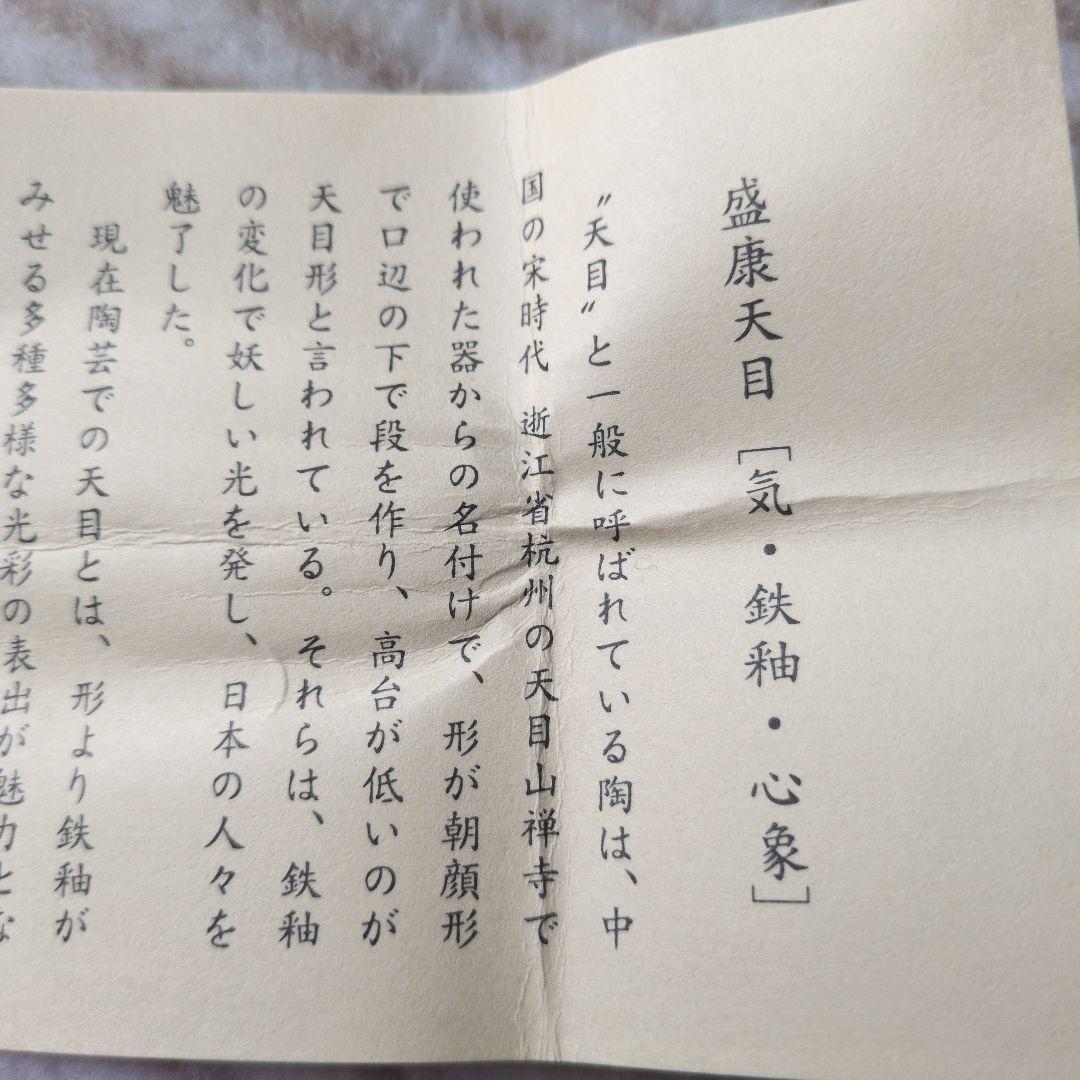 盛康天目［気・鉄釉・心象］
〝天目〟と一般に呼ばれている陶は、中
国の宋時代　逝江省杭州の天目山禅寺で
使われた器からの名付けで、形が朝顔形
で口辺の下で段を作り、高台が低いのが
天目形と言われている。それらは、鉄釉
の変化で妖しい光を発し、日本の人々を
魅了した。
現在陶芸での天目とは、形より鉄釉が
みせる多種多様な光彩の表出が魅力とな